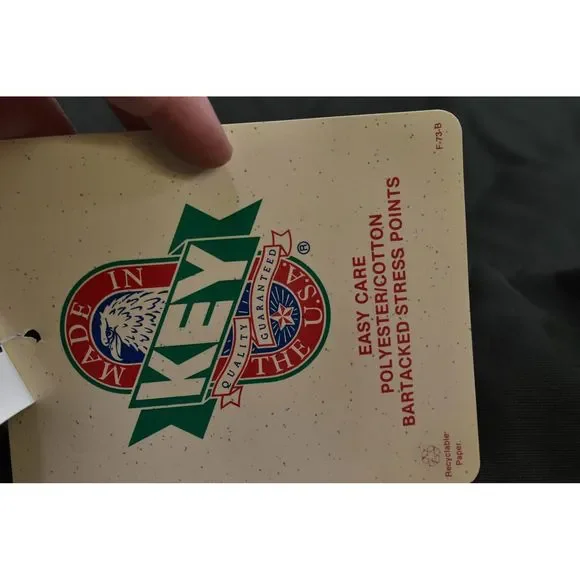 MADE IN
KEY
QUALITY GUARANTEED
THE U.S.A.
®
EASY CARE
POLYESTER/COTTON
BARTACKED STRESS POINTS
Recyclable
Paper
F-73-B